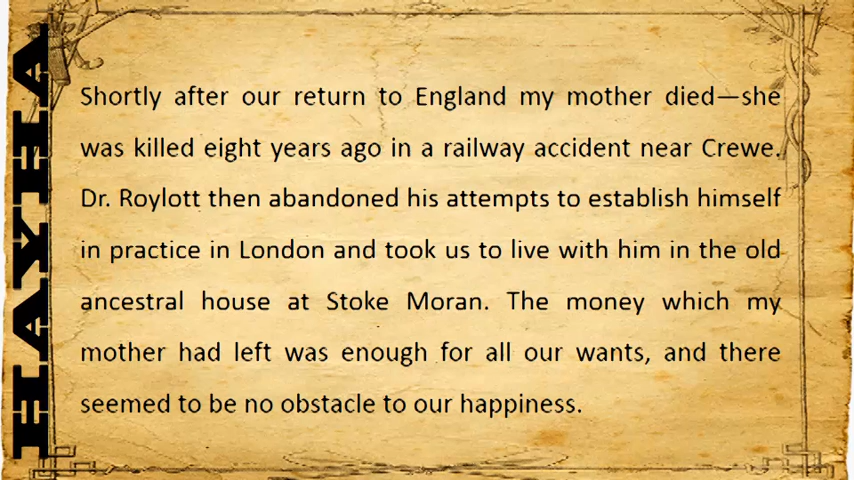 HAYHA
Shortly after our return to England my mother died—she
was killed eight years ago in a railway accident near Crewe.
Dr. Roylott then abandoned his attempts to establish himself
in practice in London and took us to live with him in the old
ancestral house at Stoke Moran. The money which my
mother had left was enough for all our wants, and there
seemed to be no obstacle to our happiness.